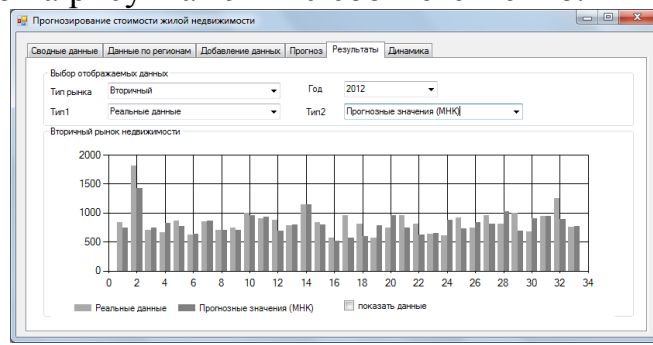 Прогнозирование стоимости жилой недвижимости
Сводные данные Данные по регионам Добавление данных Прогноз Результаты Динамика
Выбор отображаемых данных
Тип рынка Вторичный Год 2012
Тип1 Реальные данные Тип2 Прогнозные значения (МНК)
Вторичный рынок недвижимости
2000
1500
1000
500
0
0 2 4 6 8 10 12 14 16 18 20 22 24 26 28 30 32 34
Реальные данные Прогнозные значения (МНК) показать данные